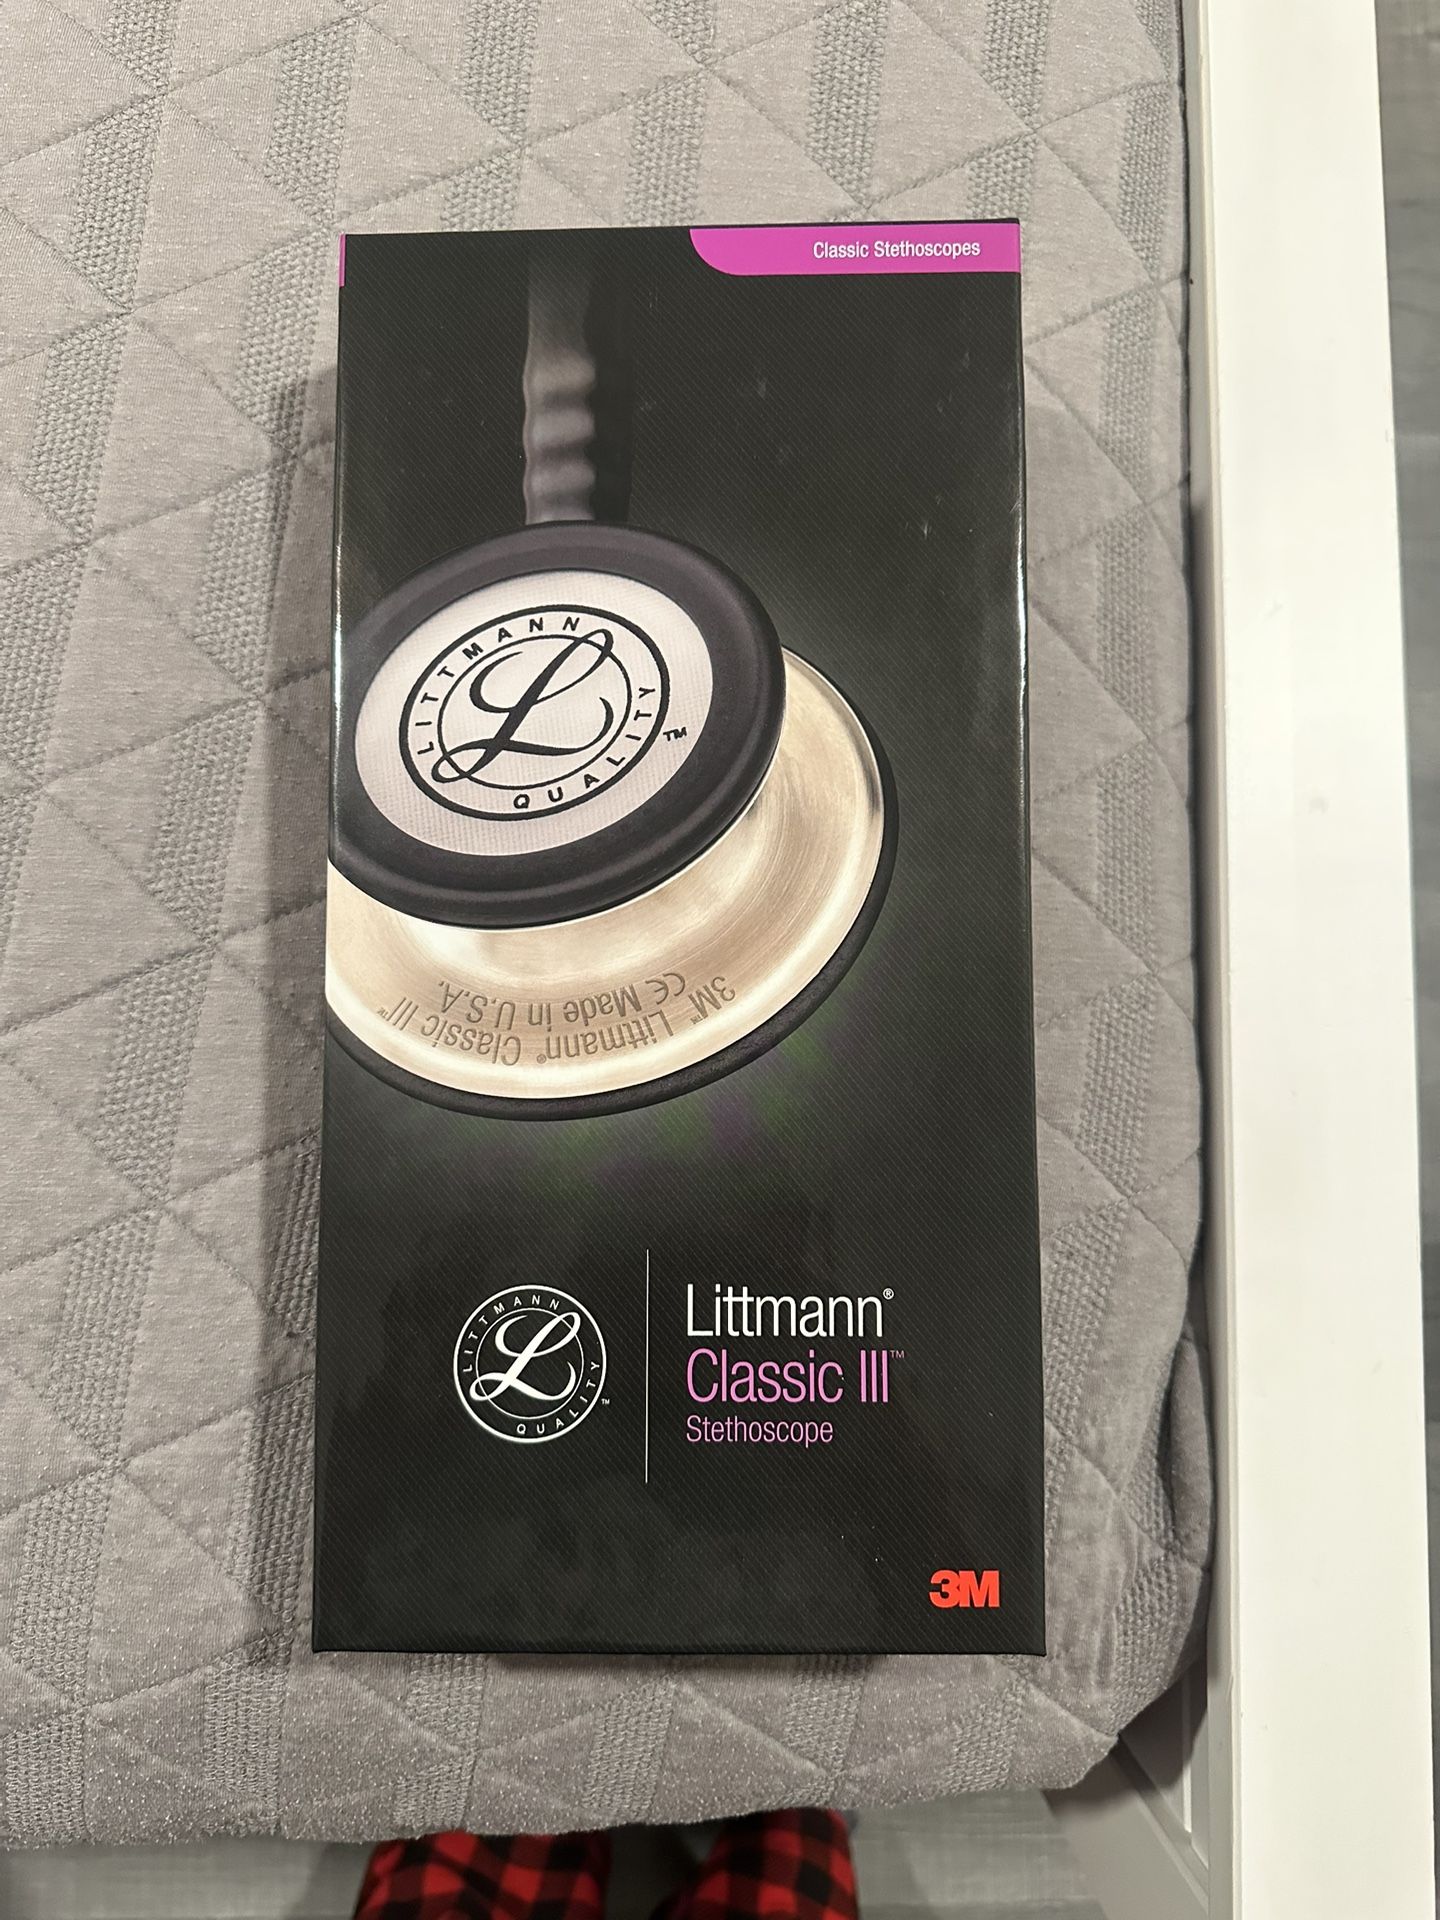 Classic Stethoscopes
LITTMANN
L
QUALITY
TM
3M™ Littmann® Classic III™
CE Made in U.S.A.
LITTMANN
L
QUALITY
TM
Littmann®
Classic III™
Stethoscope
3M